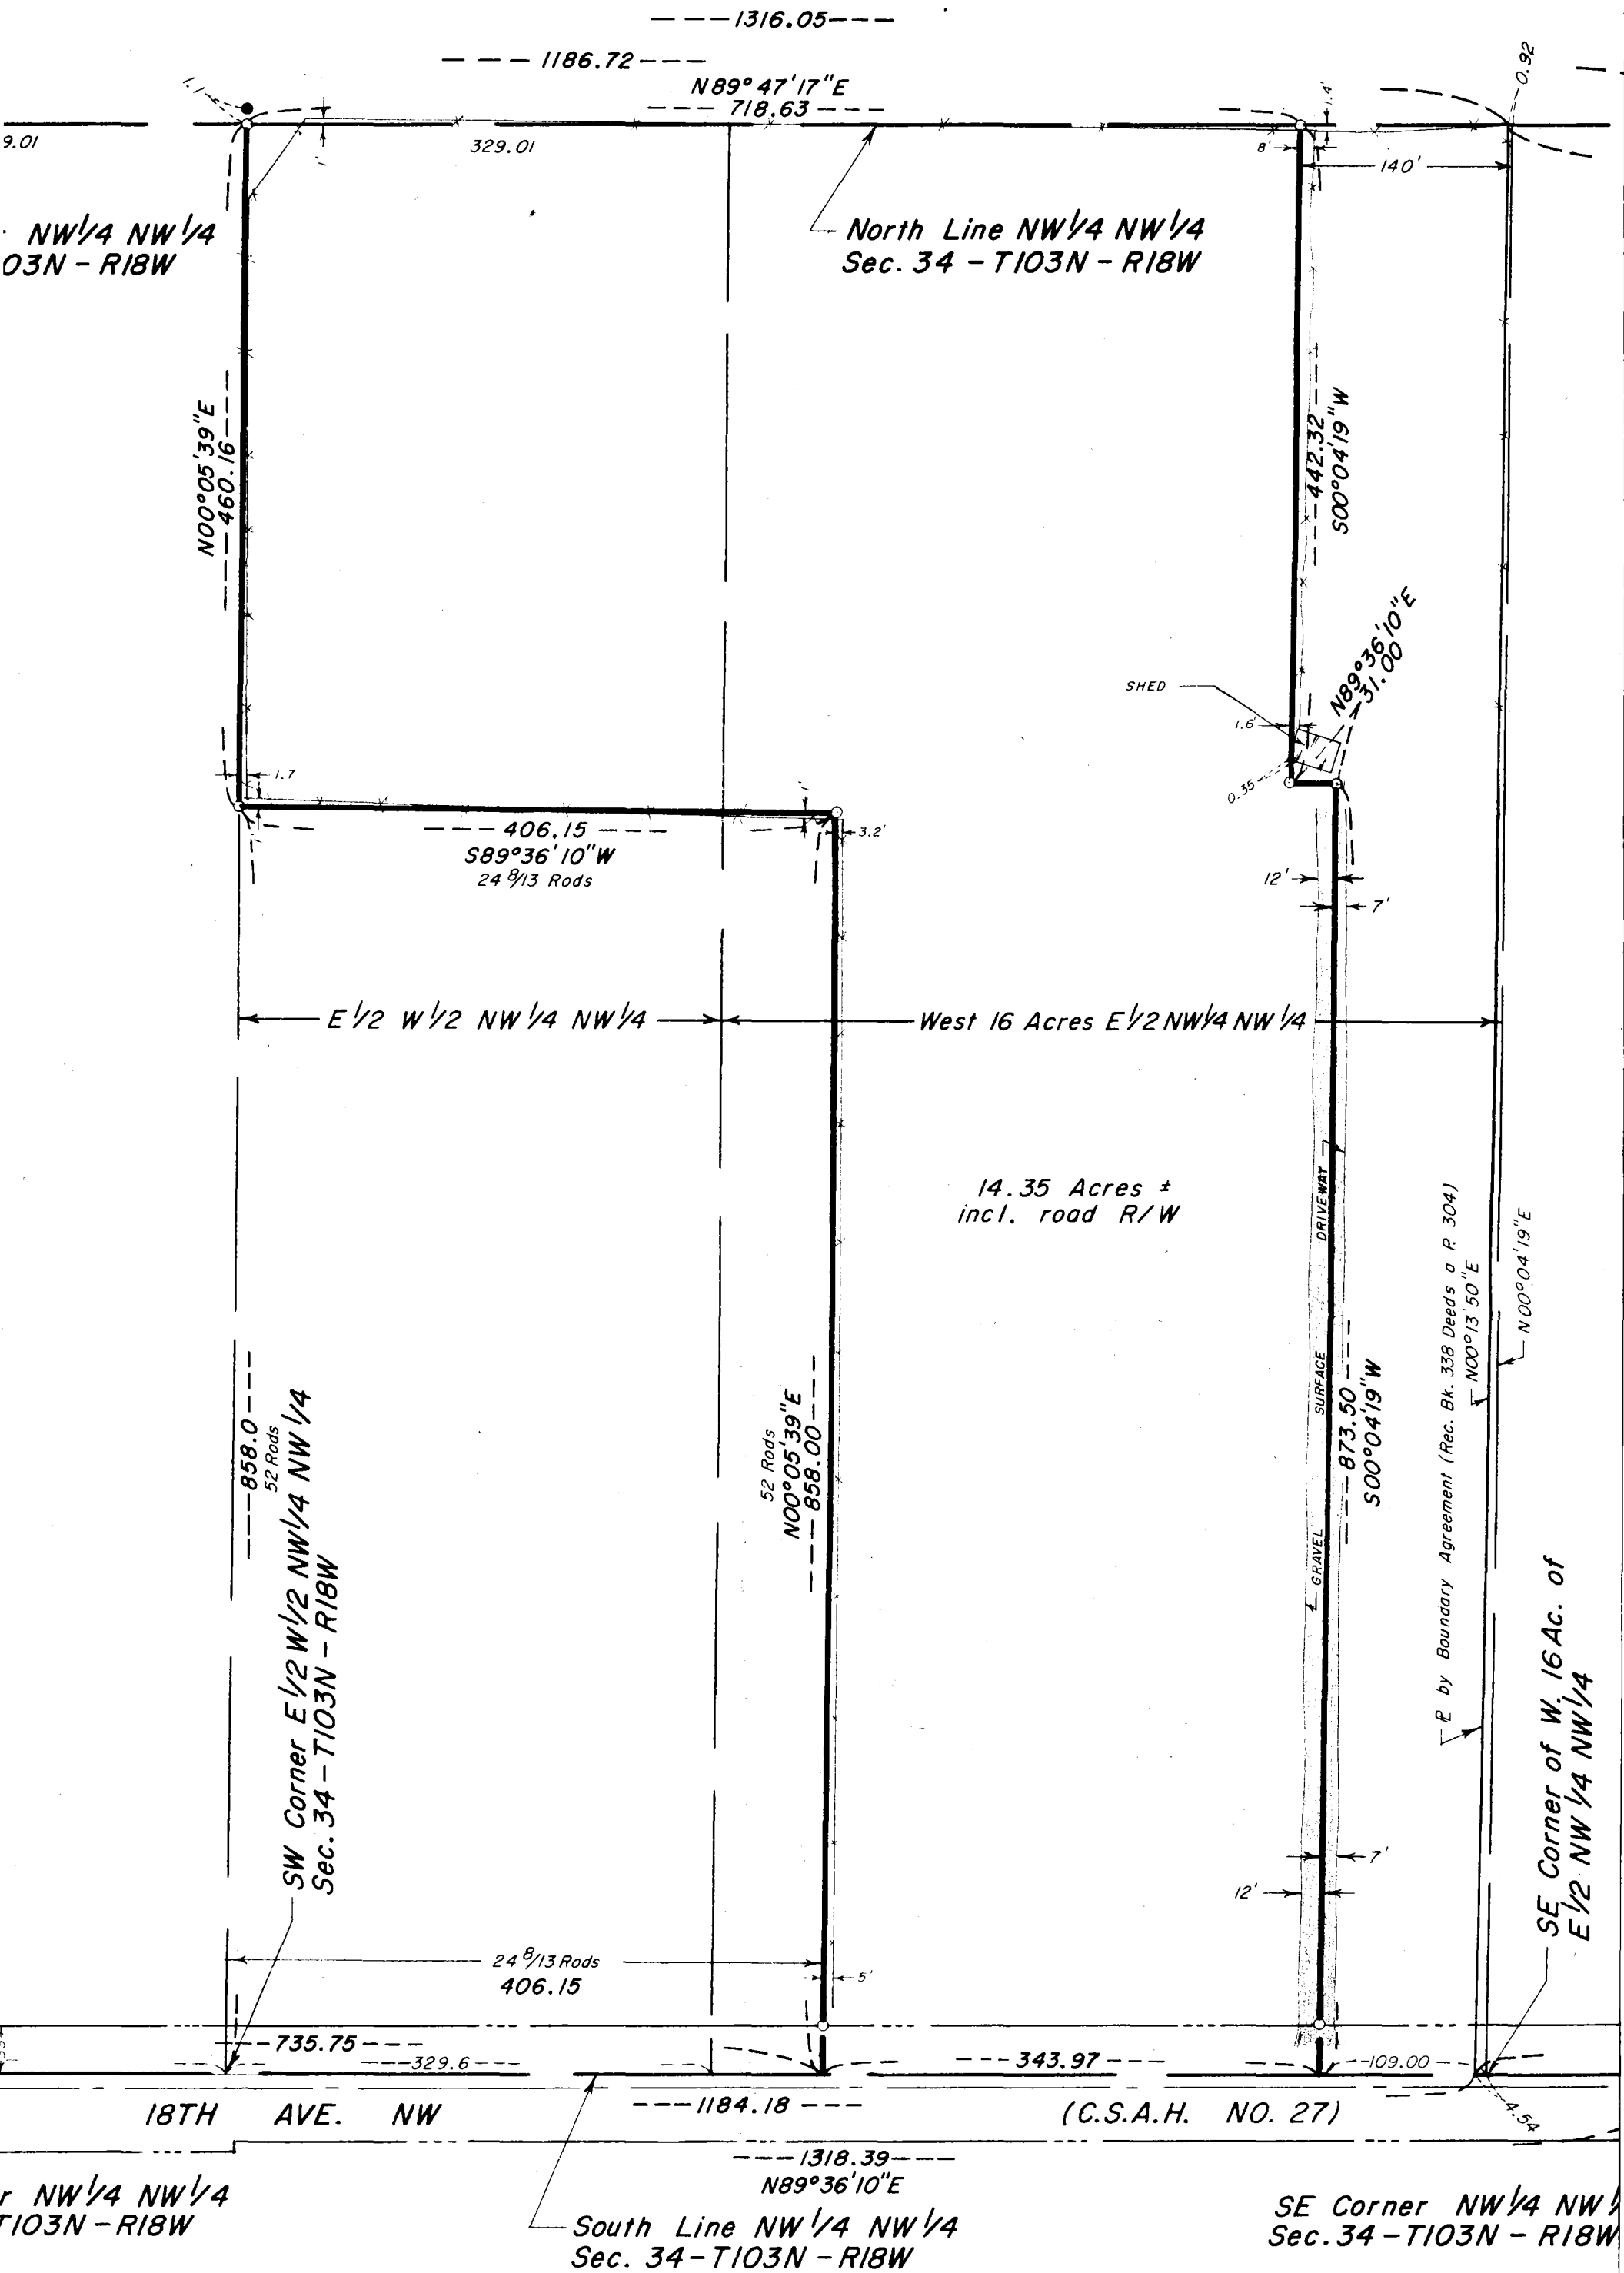 ---1316.05---
---1186.72---
N89°47'17"E
---718.63---
0.92
1.1
1.4'
9.01
329.01
8'
140'
NW1/4 NW1/4
03N - R18W
North Line NW1/4 NW1/4
Sec. 34 - T103N - R18W
N00°05'39"E
---460.16---
---442.32---
S00°04'19"W
N89°36'10"E
31.00
SHED
1.6'
0.35
1.7
---406.15---
S89°36'10"W
24 8/13 Rods
3.2'
12'
7'
E1/2 W1/2 NW1/4 NW1/4
West 16 Acres E1/2 NW1/4 NW1/4
14.35 Acres ±
incl. road R/W
GRAVEL SURFACE DRIVEWAY
by Boundary Agreement (Rec. Bk. 338 Deeds P. 304)
N00°13'50"E
N00°04'19"E
---858.0---
52 Rods
SW Corner E1/2 W1/2 NW1/4 NW1/4
Sec. 34 - T103N - R18W
52 Rods
N00°05'39"E
---858.00---
---873.50---
S00°04'19"W
SE Corner of W. 16 Ac. of
E1/2 NW1/4 NW1/4
7'
12'
24 8/13 Rods
406.15
5'
---735.75---
---329.6---
---343.97---
109.00
4.54
18TH AVE. NW
---1184.18---
(C.S.A.H. NO. 27)
---1318.39---
N89°36'10"E
r NW1/4 NW1/4
T103N - R18W
South Line NW1/4 NW1/4
Sec. 34 - T103N - R18W
SE Corner NW1/4 NW1
Sec. 34 - T103N - R18W